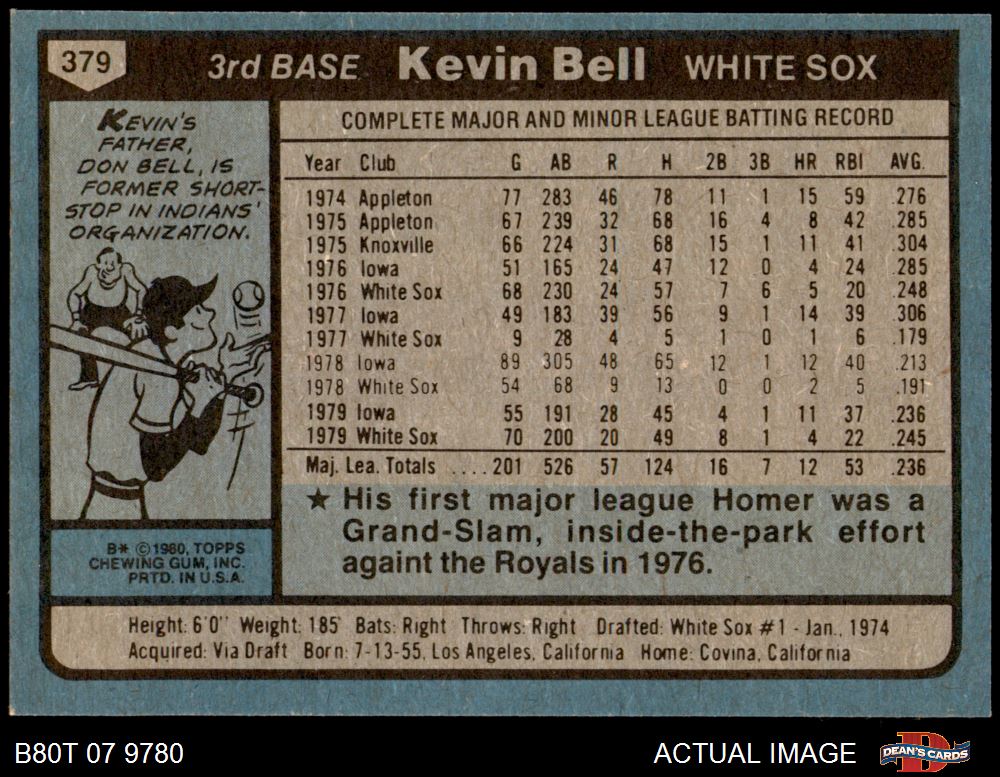 379 3rd BASE Kevin Bell WHITE SOX
KEVIN'S
FATHER,
DON BELL, IS
FORMER SHORT-
STOP IN INDIANS'
ORGANIZATION.
COMPLETE MAJOR AND MINOR LEAGUE BATTING RECORD
Year Club G AB R H 2B 3B HR RBI AVG.
1974 Appleton 77 283 46 78 11 1 15 59 .276
1975 Appleton 67 239 32 68 16 4 8 42 .285
1975 Knoxville 66 224 31 68 15 1 11 41 .304
1976 Iowa 51 165 24 47 12 0 4 24 .285
1976 White Sox 68 230 24 57 7 6 5 20 .248
1977 Iowa 49 183 39 56 9 1 14 39 .306
1977 White Sox 9 28 4 5 1 0 1 6 .179
1978 Iowa 89 305 48 65 12 1 12 40 .213
1978 White Sox 54 68 9 13 0 0 2 5 .191
1979 Iowa 55 191 28 45 4 1 11 37 .236
1979 White Sox 70 200 20 49 8 1 4 22 .245
Maj. Lea. Totals ....201 526 57 124 16 7 12 53 .236
★ His first major league Homer was a
Grand-Slam, inside-the-park effort
againt the Royals in 1976.
B* © 1980, TOPPS
CHEWING GUM, INC.
PRTD. IN U.S.A.
Height: 6'0" Weight: 185 Bats: Right Throws: Right Drafted: White Sox #1 - Jan., 1974
Acquired: Via Draft Born: 7-13-55, Los Angeles, California Home: Covina, California
B80T 07 9780 ACTUAL IMAGE DEAN'S CARDS